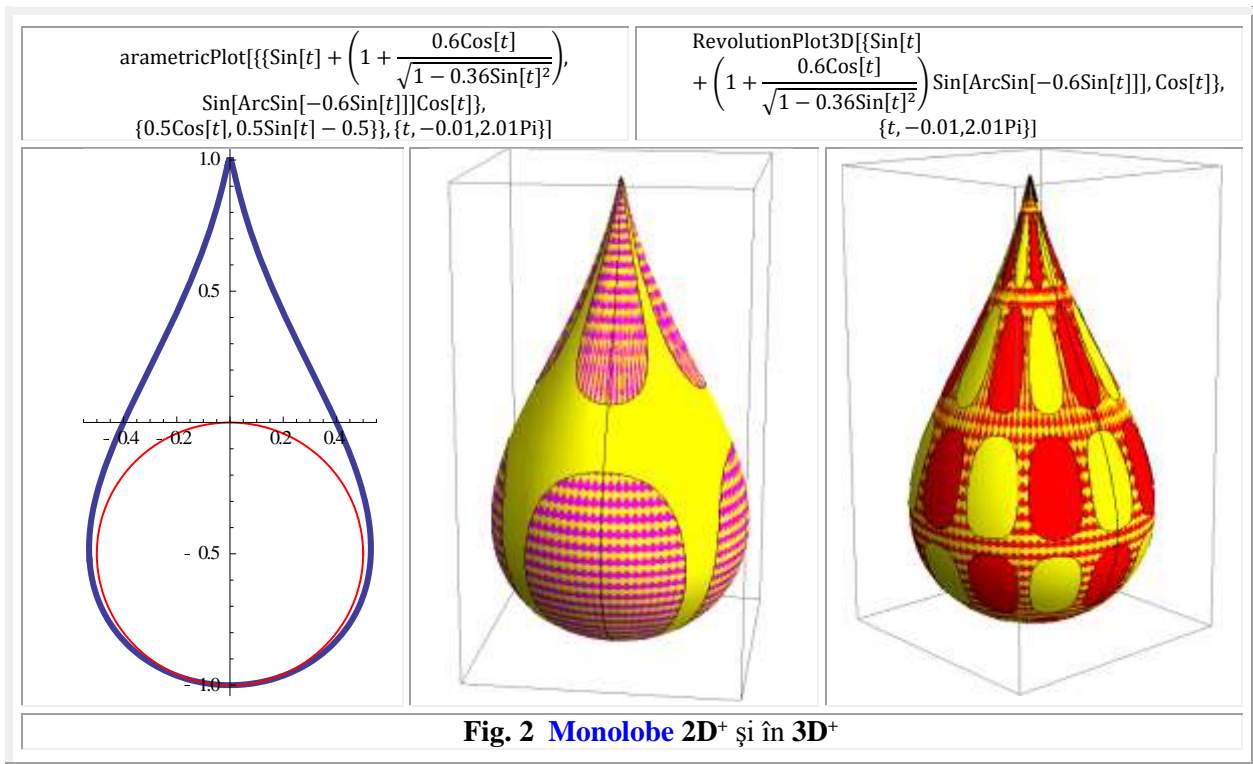 arametricPlot[{{Sin[t] + (1 + 0.6Cos[t]/√(1 − 0.36Sin[t]²)),
Sin[ArcSin[−0.6Sin[t]]]Cos[t]},
{0.5Cos[t], 0.5Sin[t] − 0.5}}, {t, −0.01,2.01Pi}]
RevolutionPlot3D[{Sin[t]
+ (1 + 0.6Cos[t]/√(1 − 0.36Sin[t]²)) Sin[ArcSin[−0.6Sin[t]]], Cos[t]},
{t, −0.01,2.01Pi}]
1.0
0.5
- 0.4 - 0.2 0.2 0.4
- 0.5
- 1.0
Fig. 2 Monolobe 2D⁺ şi în 3D⁺